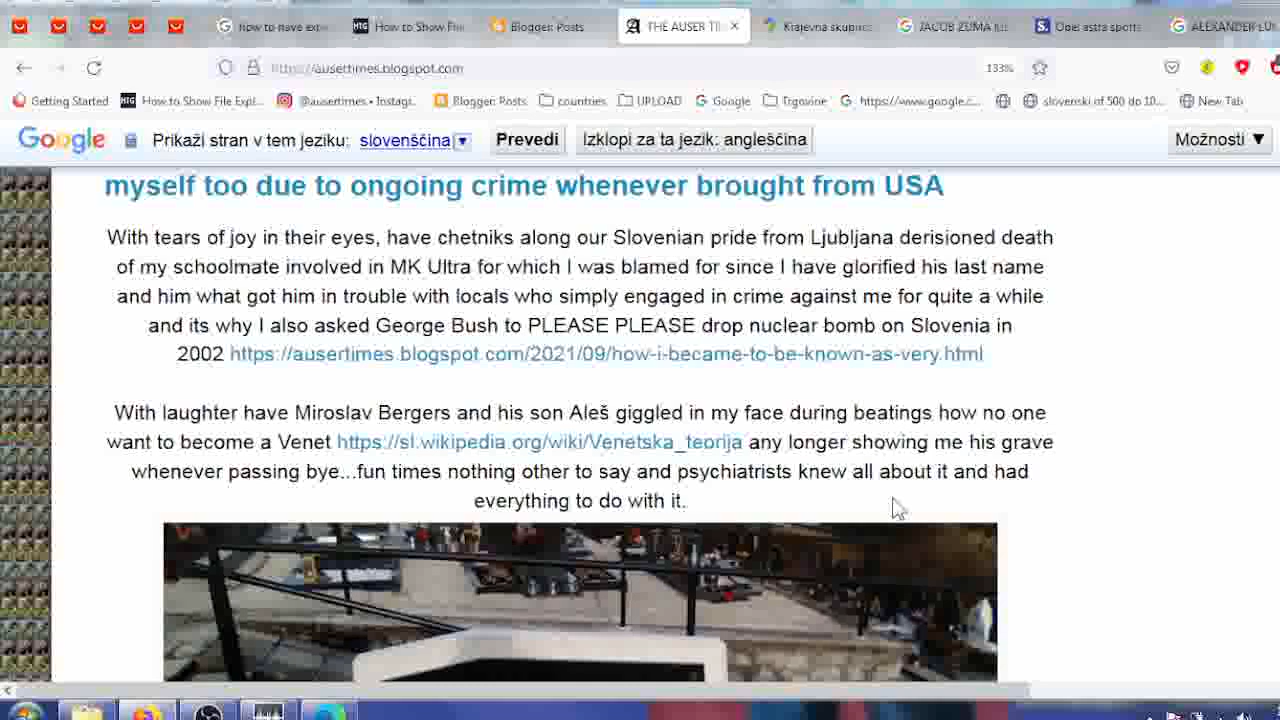 how to have ex
How to Show File
Blogger: Posts
THE AUSER TI
Krajevna skupno
JACOB ZUMA
Opel astra sports
ALEXANDER LU
https://ausertimes.blogspot.com
133%
Getting Started
How to Show File Expl...
@ausertimes • Instagr
Blogger: Posts
countries
UPLOAD
Google
Trgovine
https://www.google.c...
slovenski of 500 do 10...
New Tab
Google
Prikaži stran v tem jeziku:
slovenščina
Prevedi
Izklopi za ta jezik: angleščina
Možnosti ▼
myself too due to ongoing crime whenever brought from USA
With tears of joy in their eyes, have chetniks along our Slovenian pride from Ljubljana derisioned death
of my schoolmate involved in MK Ultra for which I was blamed for since I have glorified his last name
and him what got him in trouble with locals who simply engaged in crime against me for quite a while
and its why I also asked George Bush to PLEASE PLEASE drop nuclear bomb on Slovenia in
2002 https://ausertimes.blogspot.com/2021/09/how-i-became-to-be-known-as-very.html
With laughter have Miroslav Bergers and his son Aleš giggled in my face during beatings how no one
want to become a Venet https://sl.wikipedia.org/wiki/Venetska_teorija any longer showing me his grave
whenever passing bye...fun times nothing other to say and psychiatrists knew all about it and had
everything to do with it.